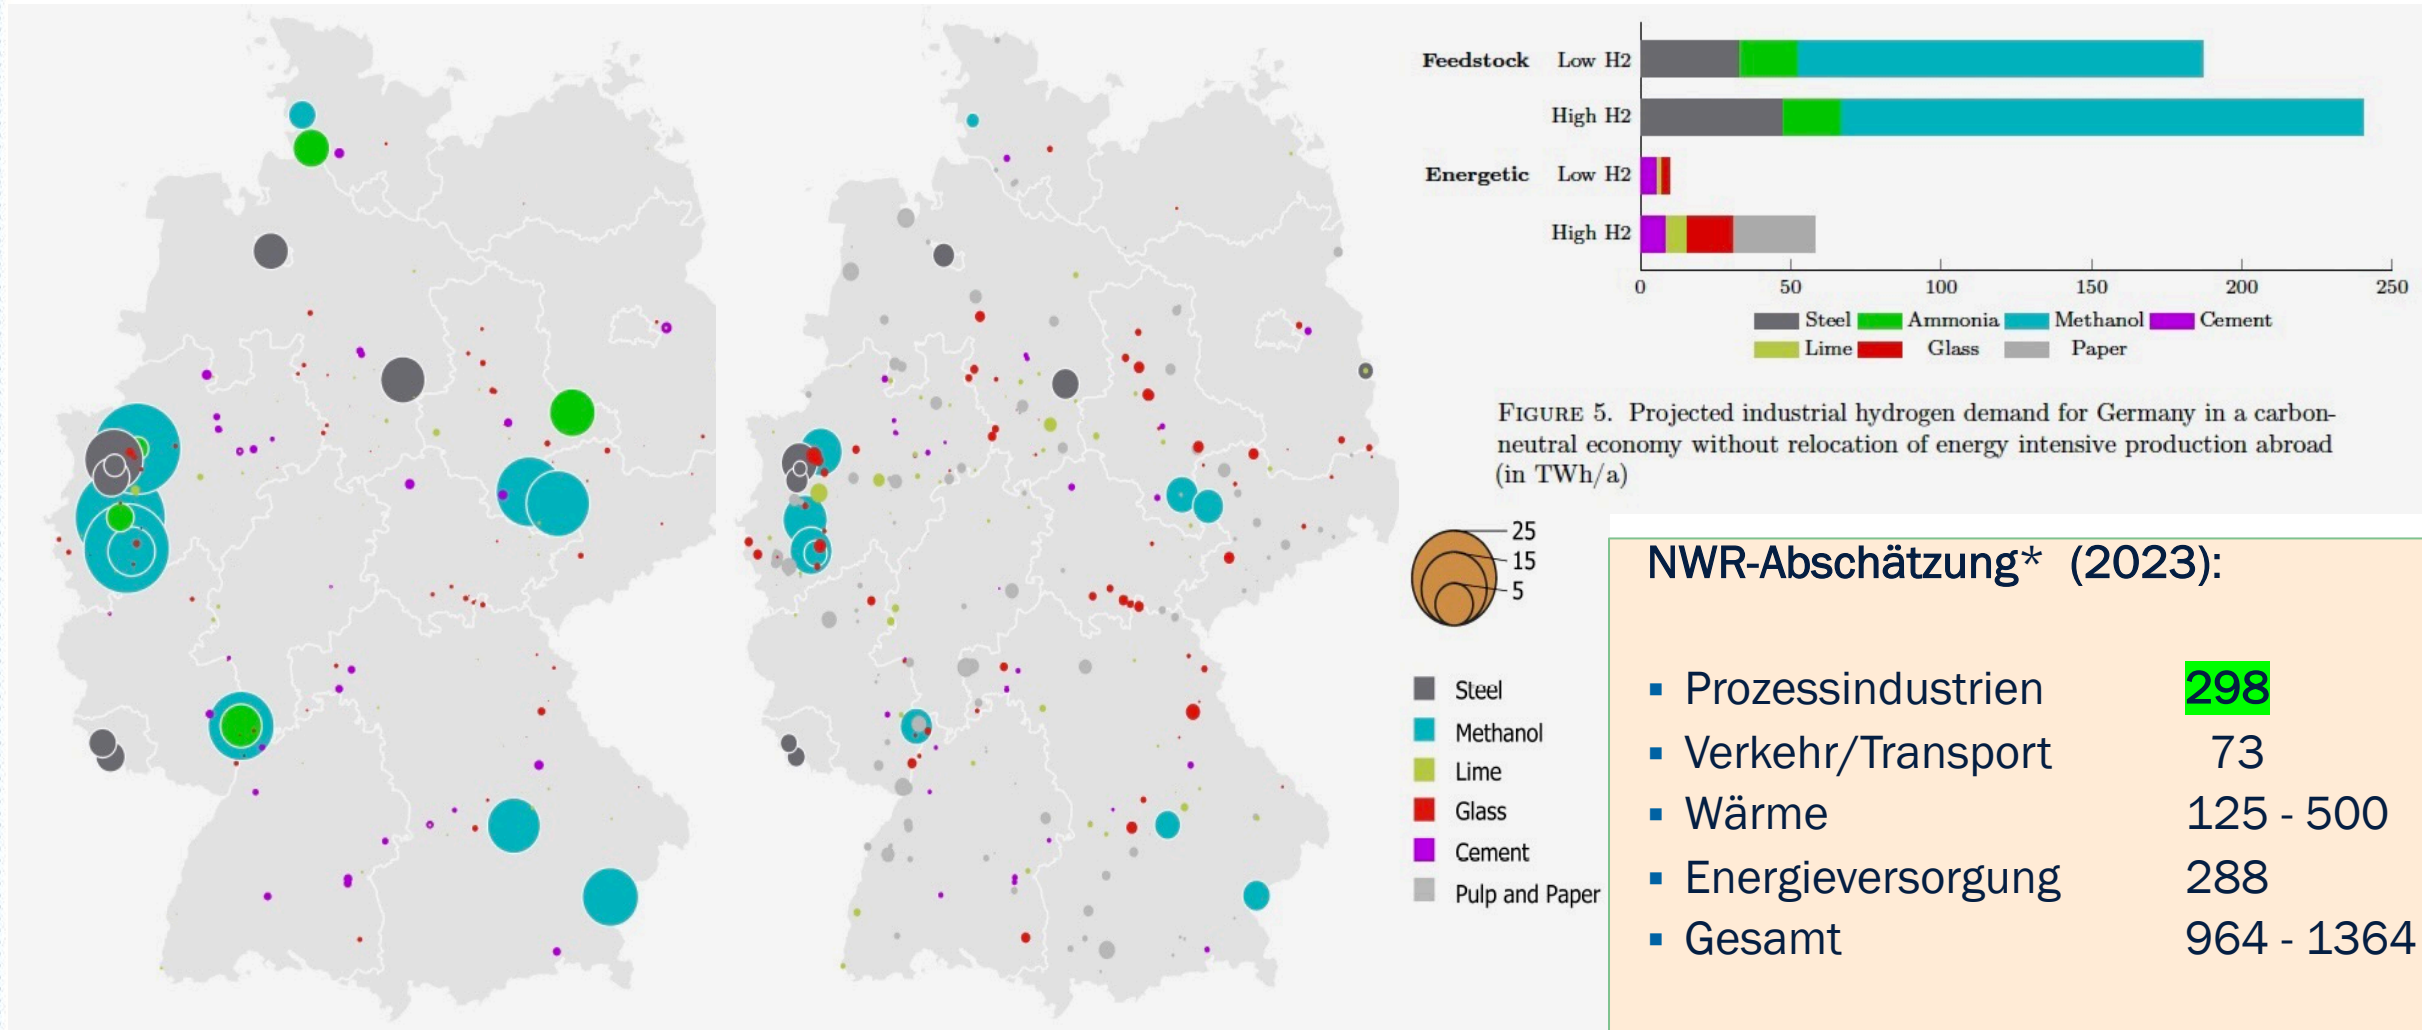 Feedstock Low H2
High H2
Energetic Low H2
High H2
0 50 100 150 200 250
Steel Ammonia Methanol Cement
Lime Glass Paper
FIGURE 5. Projected industrial hydrogen demand for Germany in a carbon-
neutral economy without relocation of energy intensive production abroad
(in TWh/a)
25
15
5
Steel
Methanol
Lime
Glass
Cement
Pulp and Paper
NWR-Abschätzung* (2023):
▪ Prozessindustrien 298
▪ Verkehr/Transport 73
▪ Wärme 125 - 500
▪ Energieversorgung 288
▪ Gesamt 964 - 1364